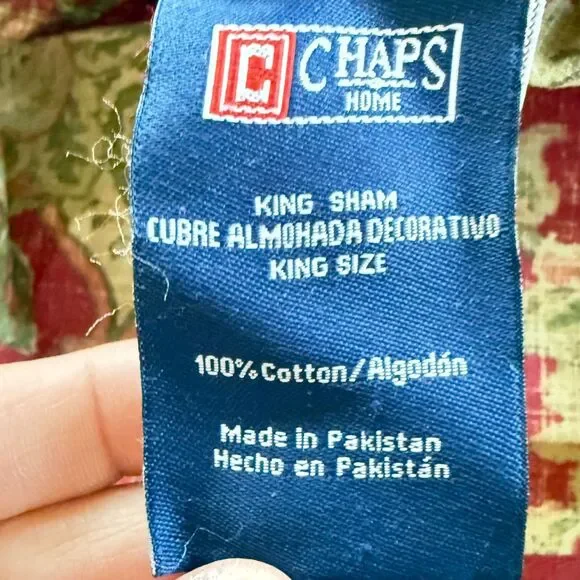 C CHAPS
HOME
KING SHAM
CUBRE ALMOHADA DECORATIVO
KING SIZE
100% Cotton/Algodón
Made in Pakistan
Hecho en Pakistán